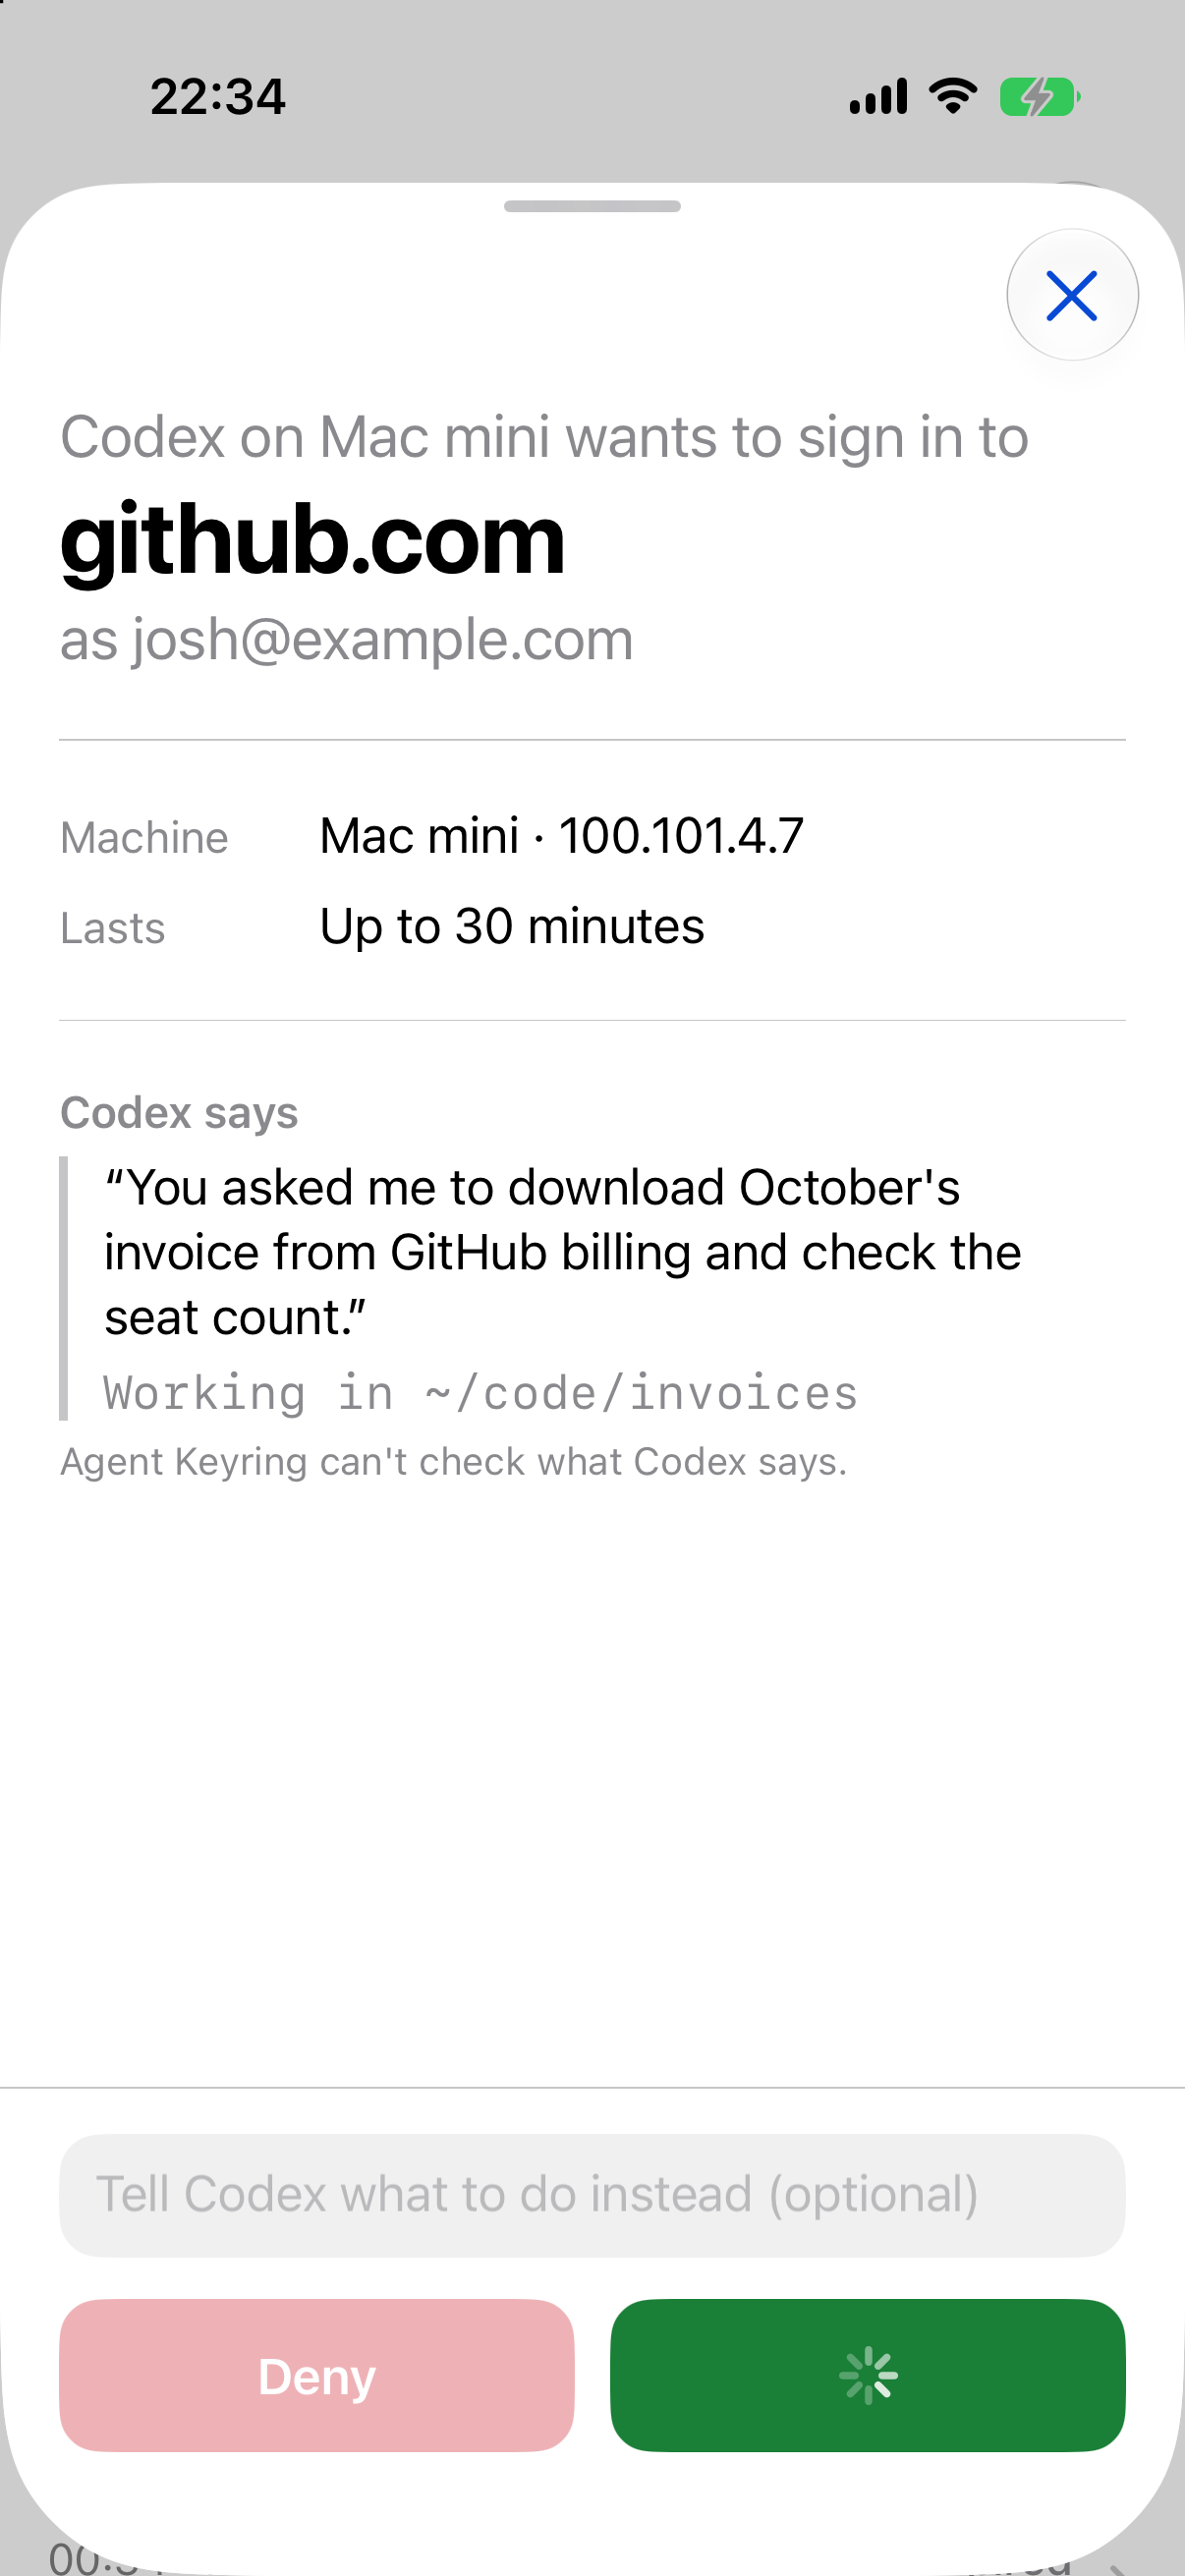 22:34
Codex on Mac mini wants to sign in to
github.com
as josh@example.com
Machine Mac mini · 100.101.4.7
Lasts Up to 30 minutes
Codex says
“You asked me to download October's
invoice from GitHub billing and check the
seat count.”
Working in ~/code/invoices
Agent Keyring can't check what Codex says.
Tell Codex what to do instead (optional)
Deny